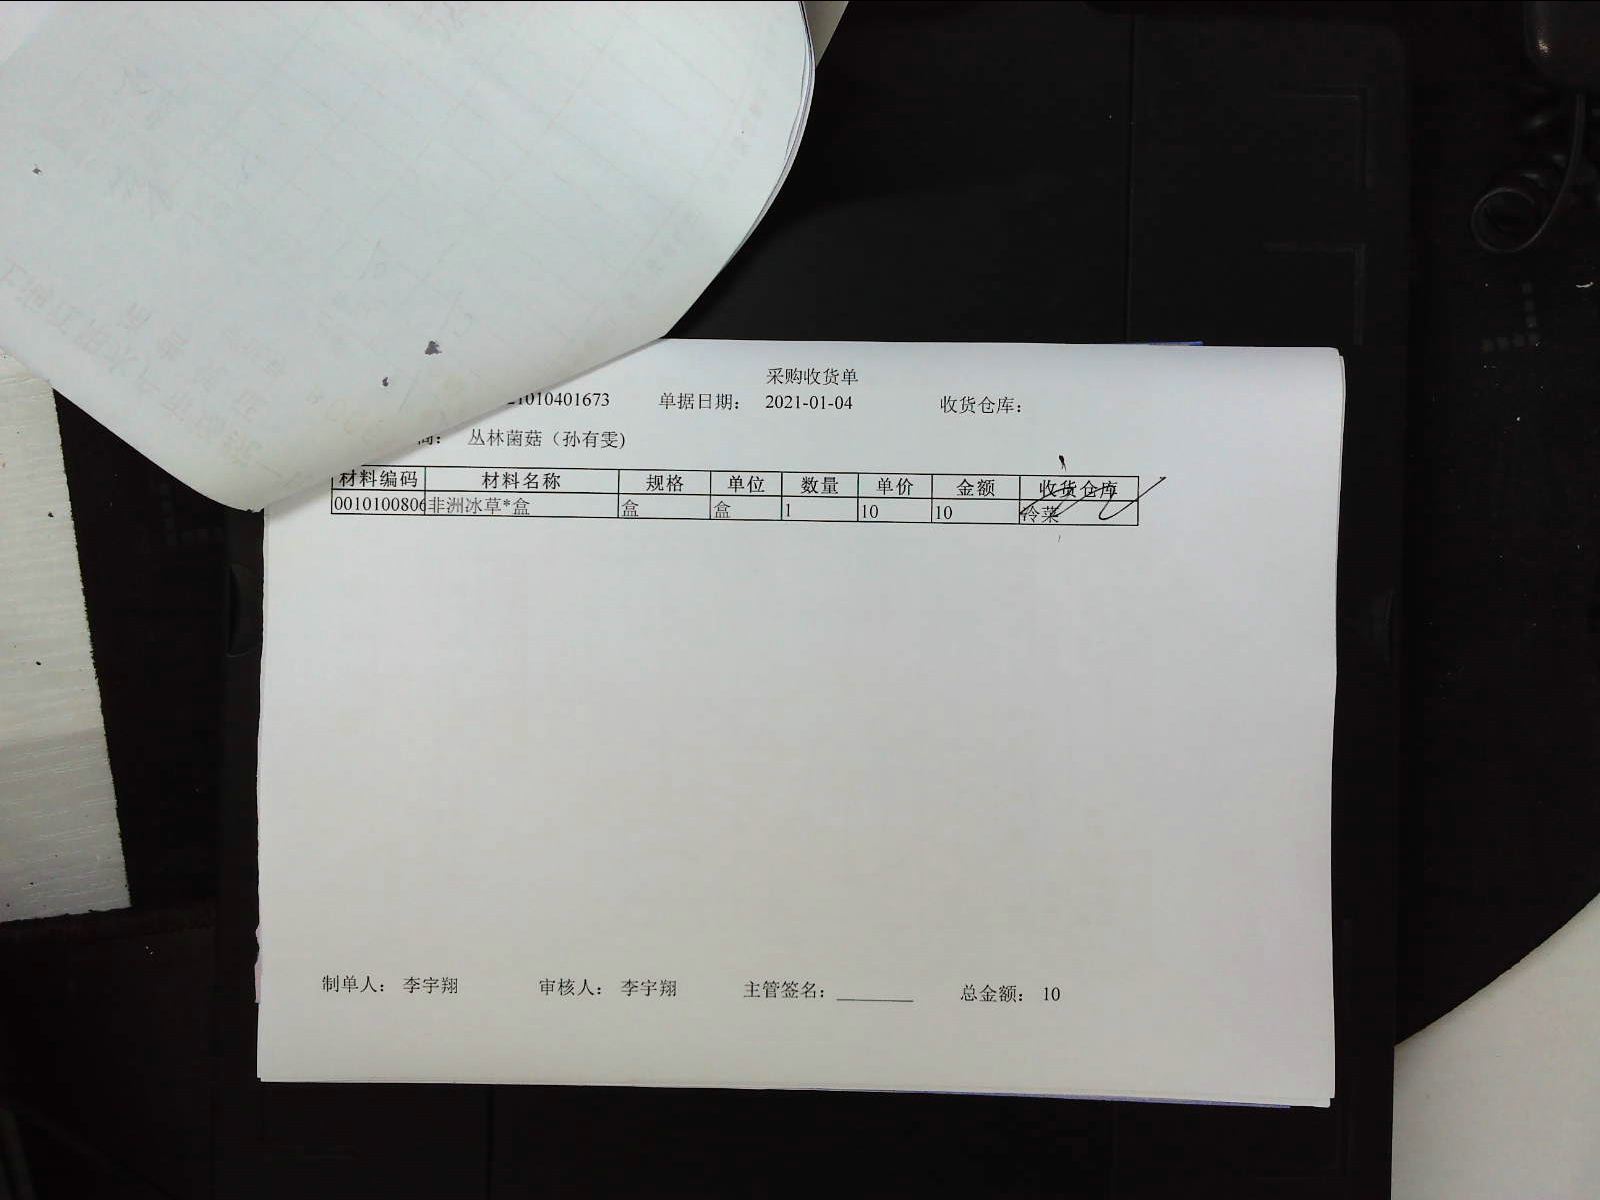 采购收货单
21010401673 单据日期： 2021-01-04 收货仓库：
丛林菌菇（孙有雯)
材料编码 材料名称 规格 单位 数量 单价 金额 收货仓库
0010100806 非洲冰草*盒 盒 盒 1 10 10 冷菜
制单人： 李宇翔 审核人： 李宇翔 主管签名：________ 总金额： 10